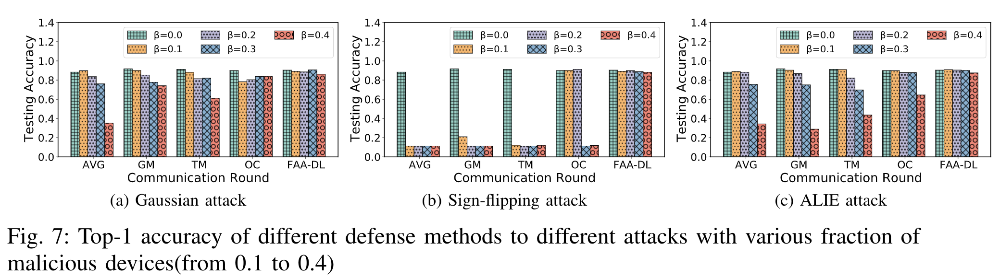 1.4
1.2
1.0
0.8
0.6
0.4
0.2
0.0
Testing Accuracy
β=0.0 β=0.2 β=0.4
β=0.1 β=0.3
AVG GM TM OC FAA-DL
Communication Round
(a) Gaussian attack
1.4
1.2
1.0
0.8
0.6
0.4
0.2
0.0
Testing Accuracy
β=0.0 β=0.2 β=0.4
β=0.1 β=0.3
AVG GM TM OC FAA-DL
Communication Round
(b) Sign-flipping attack
1.4
1.2
1.0
0.8
0.6
0.4
0.2
0.0
Testing Accuracy
β=0.0 β=0.2 β=0.4
β=0.1 β=0.3
AVG GM TM OC FAA-DL
Communication Round
(c) ALIE attack
Fig. 7: Top-1 accuracy of different defense methods to different attacks with various fraction of
malicious devices(from 0.1 to 0.4)